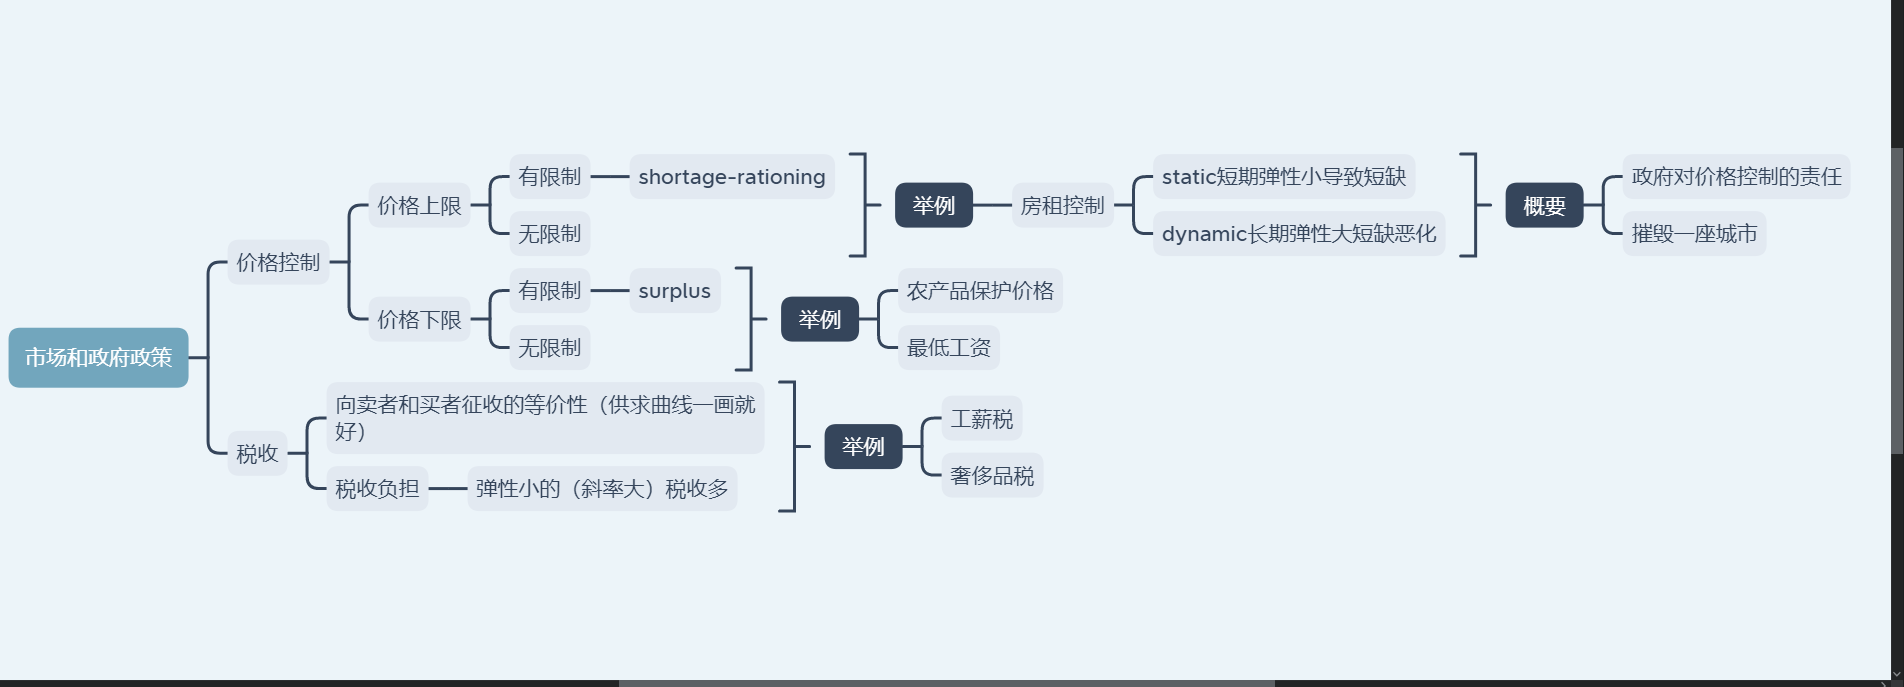 市场和政府政策
价格控制
价格上限
有限制
shortage-rationing
无限制
举例
房租控制
static短期弹性小导致短缺
dynamic长期弹性大短缺恶化
概要
政府对价格控制的责任
摧毁一座城市
价格下限
有限制
surplus
无限制
举例
农产品保护价格
最低工资
税收
向卖者和买者征收的等价性（供求曲线一画就
好）
税收负担
弹性小的（斜率大）税收多
举例
工薪税
奢侈品税